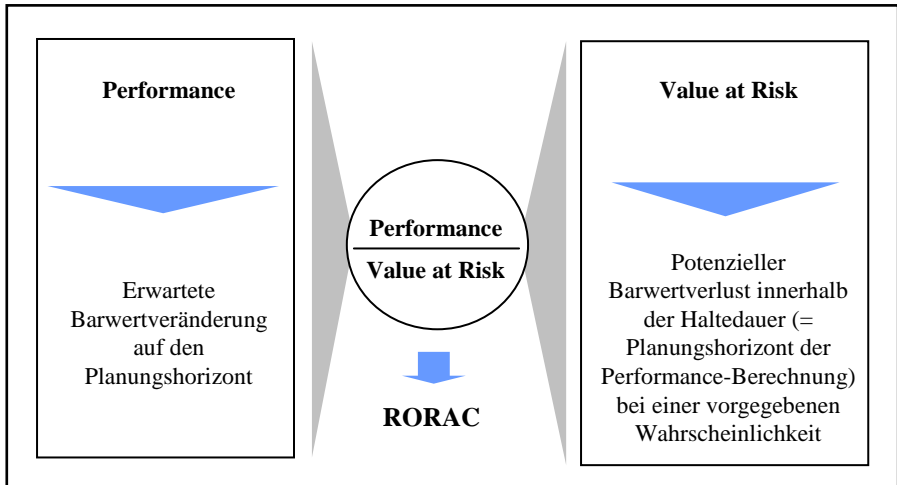 Performance
Erwartete
Barwertveränderung
auf den
Planungshorizont
Performance
Value at Risk
RORAC
Value at Risk
Potenzieller
Barwertverlust innerhalb
der Haltedauer (=
Planungshorizont der
Performance-Berechnung)
bei einer vorgegebenen
Wahrscheinlichkeit